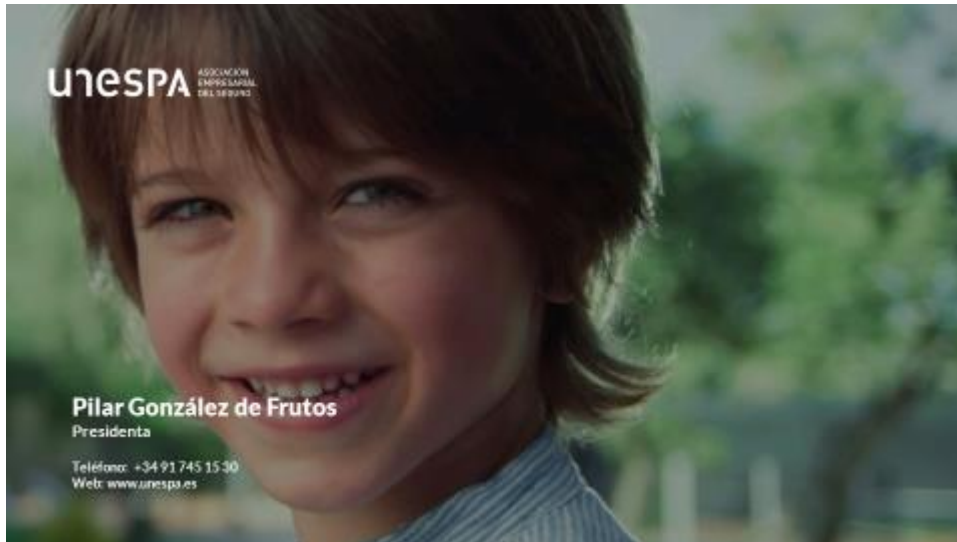 unespa ASOCIACIÓN
EMPRESARIAL
DEL SEGURO
Pilar González de Frutos
Presidenta
Teléfono: +34 91 745 15 30
Web: www.unespa.es